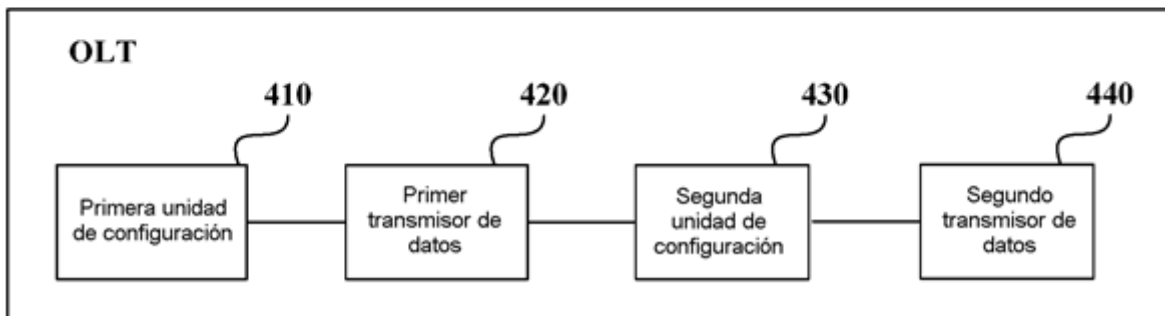 OLT
410
420
430
440
Primera unidad
de configuración
Primer
transmisor de
datos
Segunda
unidad de
configuración
Segundo
transmisor de
datos